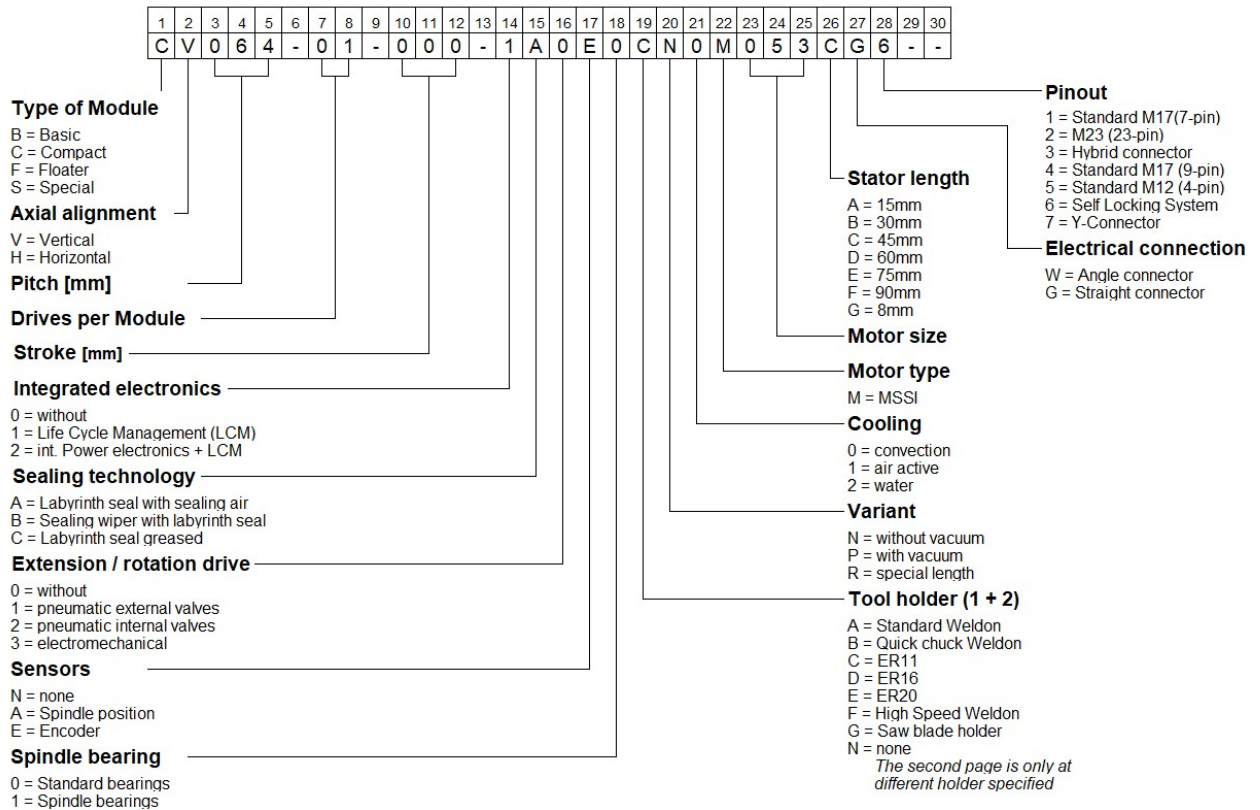 1 2 3 4 5 6 7 8 9 10 11 12 13 14 15 16 17 18 19 20 21 22 23 24 25 26 27 28 29 30
C V 0 6 4 - 0 1 - 0 0 0 - 1 A 0 E 0 C N 0 M 0 5 3 C G 6 - -
Type of Module
B = Basic
C = Compact
F = Floater
S = Special
Axial alignment
V = Vertical
H = Horizontal
Pitch [mm]
Drives per Module
Stroke [mm]
Integrated electronics
0 = without
1 = Life Cycle Management (LCM)
2 = int. Power electronics + LCM
Sealing technology
A = Labyrinth seal with sealing air
B = Sealing wiper with labyrinth seal
C = Labyrinth seal greased
Extension / rotation drive
0 = without
1 = pneumatic external valves
2 = pneumatic internal valves
3 = electromechanical
Sensors
N = none
A = Spindle position
E = Encoder
Spindle bearing
0 = Standard bearings
1 = Spindle bearings
Stator length
A = 15mm
B = 30mm
C = 45mm
D = 60mm
E = 75mm
F = 90mm
G = 8mm
Motor size
Motor type
M = MSSI
Cooling
0 = convection
1 = air active
2 = water
Variant
N = without vacuum
P = with vacuum
R = special length
Tool holder (1 + 2)
A = Standard Weldon
B = Quick chuck Weldon
C = ER11
D = ER16
E = ER20
F = High Speed Weldon
G = Saw blade holder
N = none
The second page is only at
different holder specified
Pinout
1 = Standard M17(7-pin)
2 = M23 (23-pin)
3 = Hybrid connector
4 = Standard M17 (9-pin)
5 = Standard M12 (4-pin)
6 = Self Locking System
7 = Y-Connector
Electrical connection
W = Angle connector
G = Straight connector